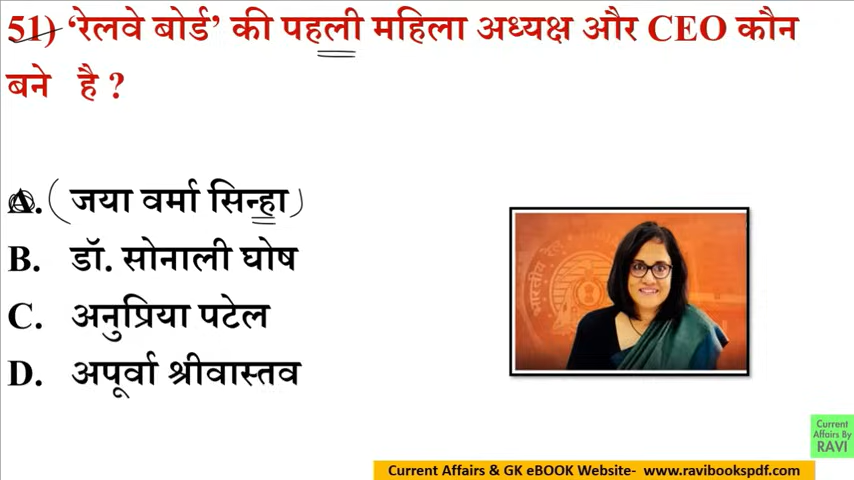 51) ‘रेलवे बोर्ड’ की पहली महिला अध्यक्ष और CEO कौन
बने है ?
A. जया वर्मा सिन्हा
B. डॉ. सोनाली घोष
C. अनुप्रिया पटेल
D. अपूर्वा श्रीवास्तव
भारतीय रेल
Current
Affairs By
RAVI
Current Affairs & GK eBOOK Website- www.ravibookspdf.com